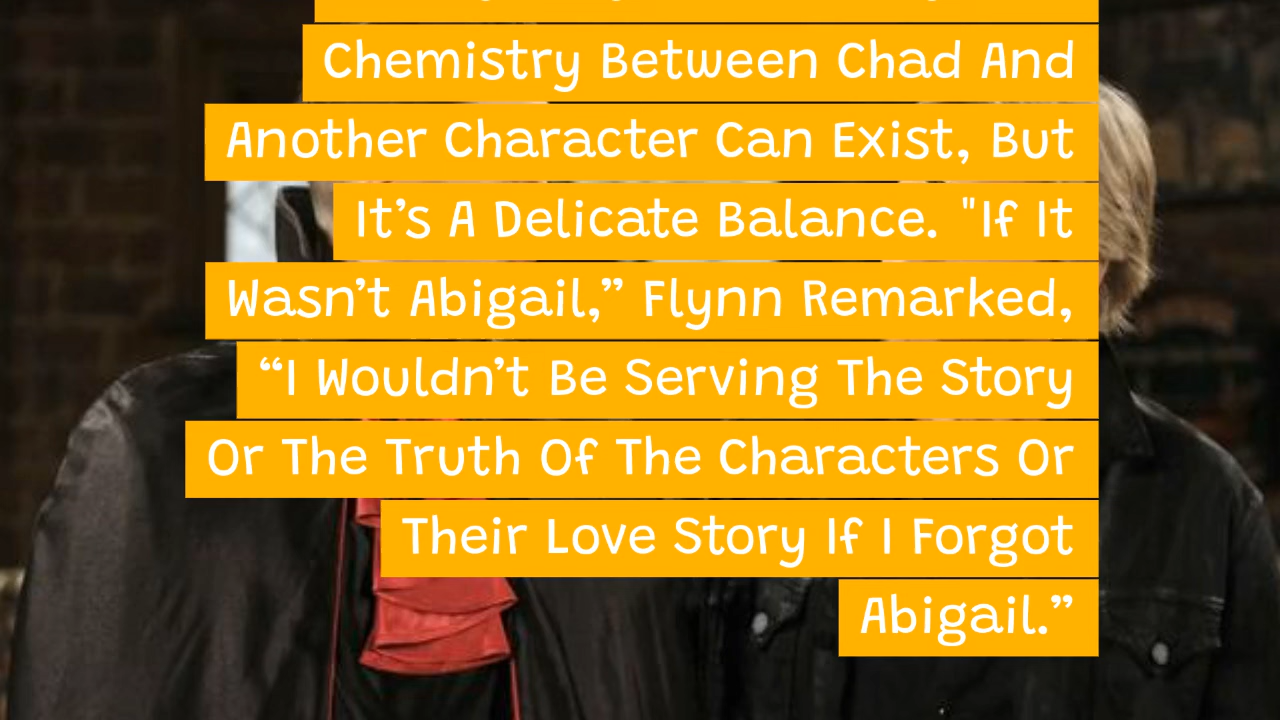 Chemistry Between Chad And
Another Character Can Exist, But
It’s A Delicate Balance. "If It
Wasn’t Abigail,” Flynn Remarked,
“I Wouldn’t Be Serving The Story
Or The Truth Of The Characters Or
Their Love Story If I Forgot
Abigail.”